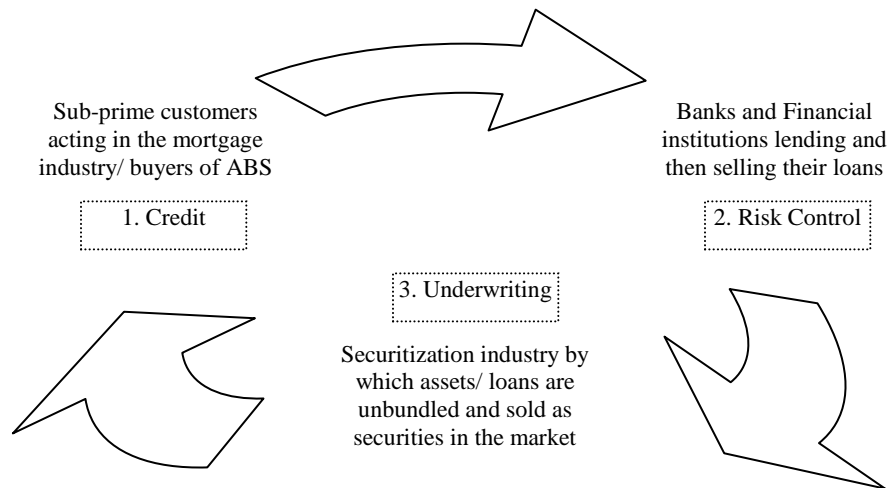 Sub-prime customers
acting in the mortgage
industry/ buyers of ABS
1. Credit
Banks and Financial
institutions lending and
then selling their loans
2. Risk Control
3. Underwriting
Securitization industry by
which assets/ loans are
unbundled and sold as
securities in the market